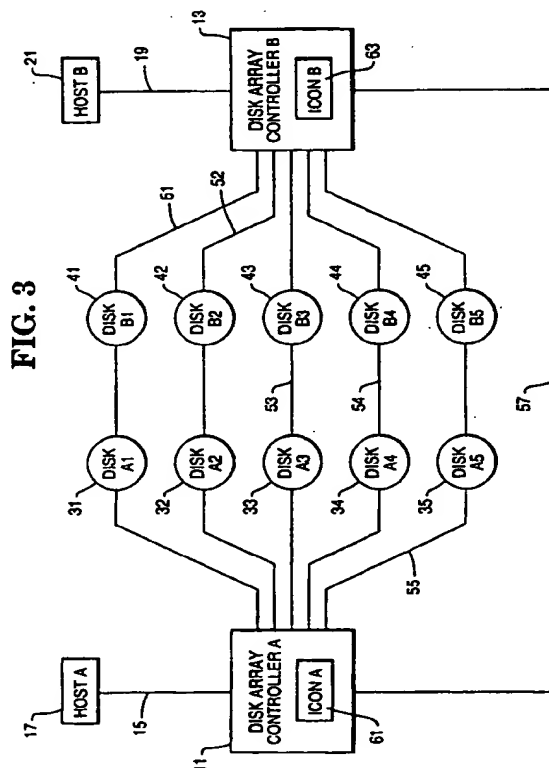 FIG. 3
17
HOST A
15
11
DISK ARRAY
CONTROLLER A
ICON A
61
31
DISK
A1
32
DISK
A2
33
DISK
A3
34
DISK
A4
35
DISK
A5
55
53
54
57
41
DISK
B1
42
DISK
B2
43
DISK
B3
44
DISK
B4
45
DISK
B5
51
52
21
HOST B
19
13
DISK ARRAY
CONTROLLER B
ICON B
63